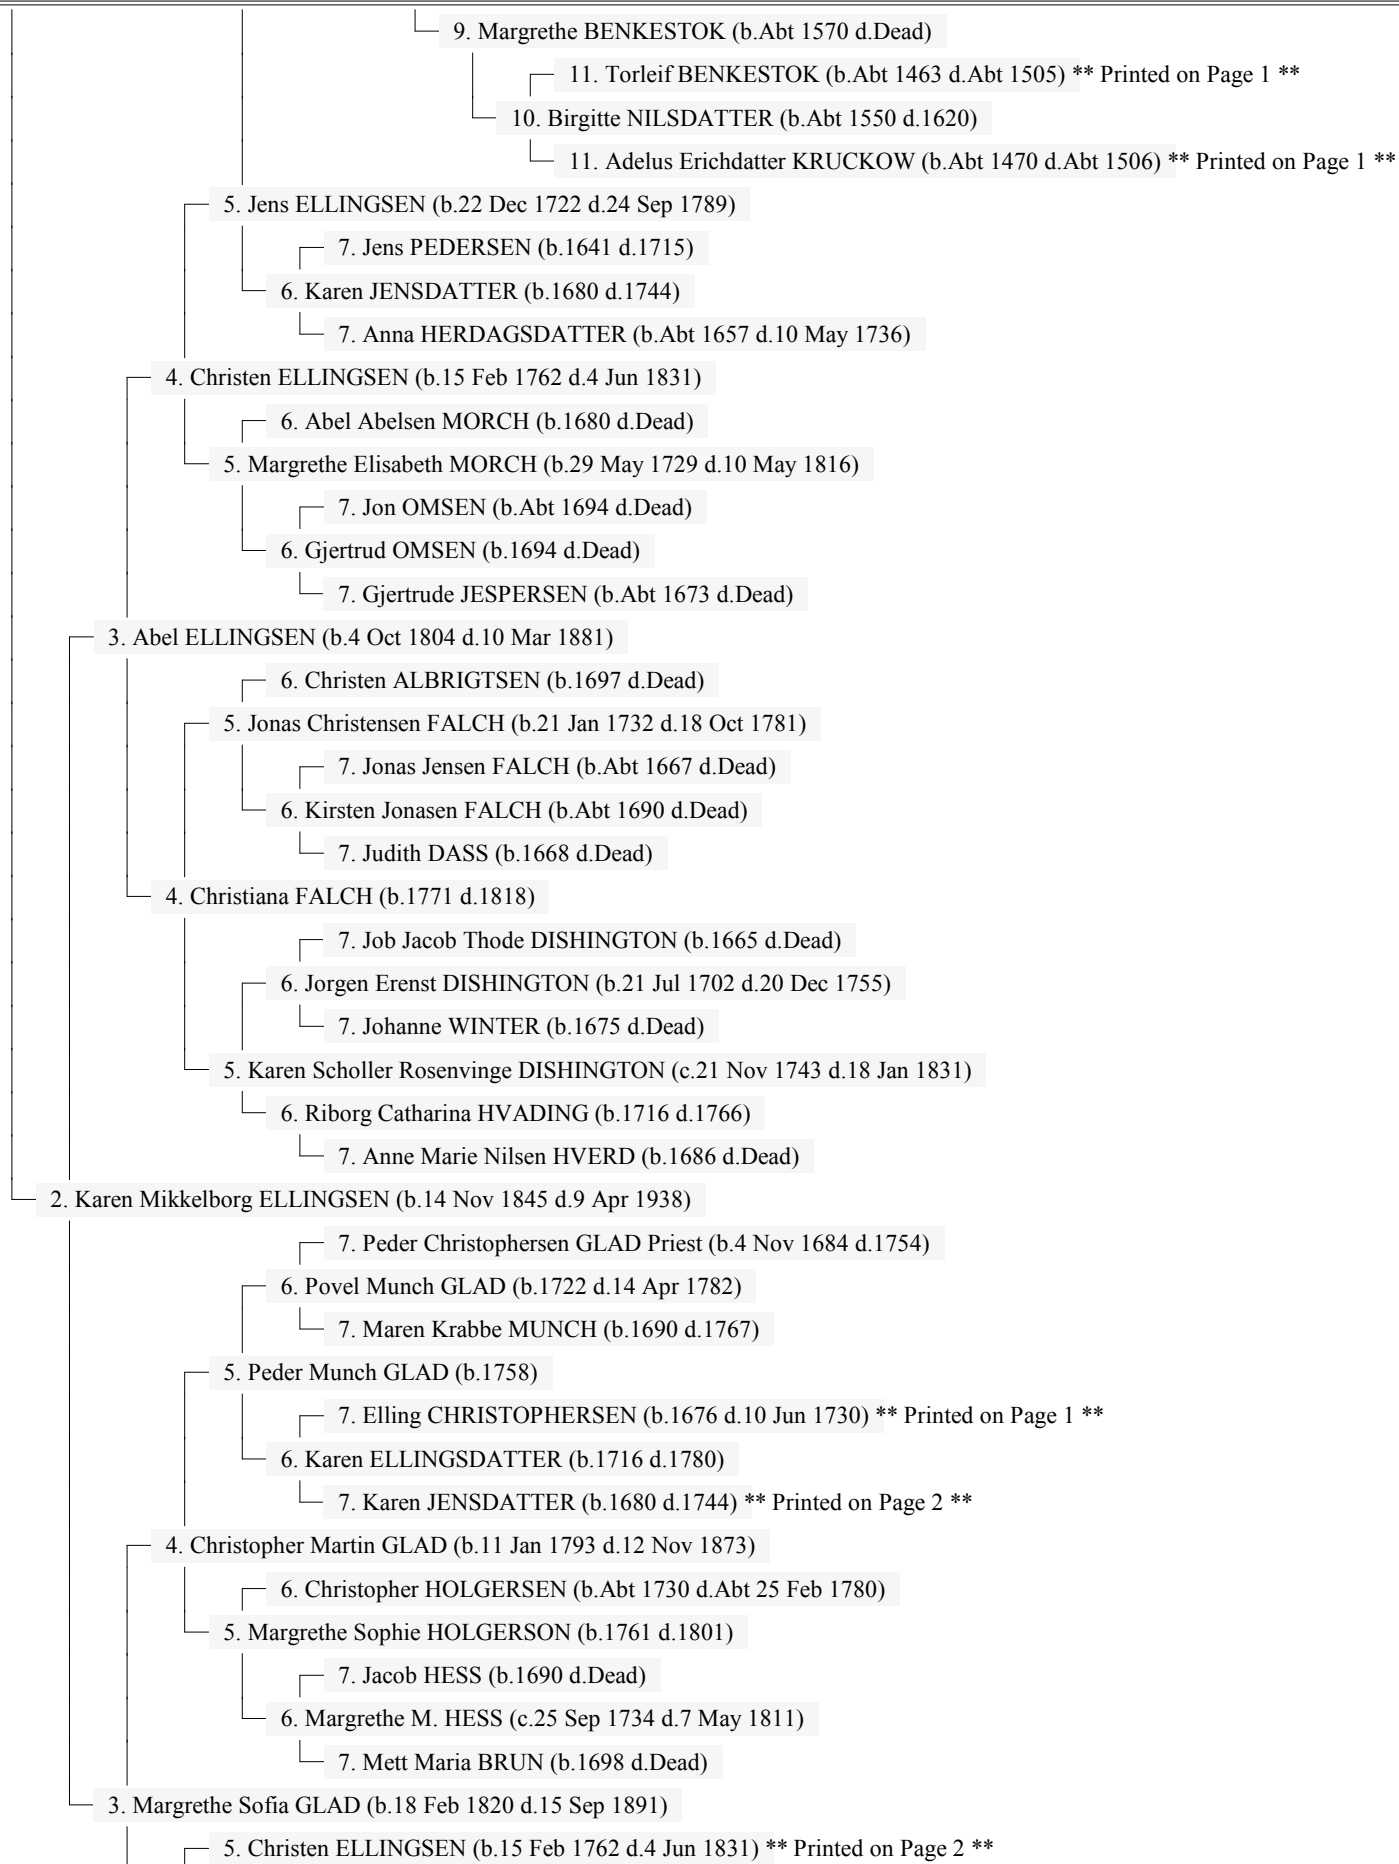 9. Margrethe BENKESTOK (b.Abt 1570 d.Dead)
11. Torleif BENKESTOK (b.Abt 1463 d.Abt 1505) ** Printed on Page 1 **
10. Birgitte NILSDATTER (b.Abt 1550 d.1620)
11. Adelus Erichdatter KRUCKOW (b.Abt 1470 d.Abt 1506) ** Printed on Page 1 **
5. Jens ELLINGSEN (b.22 Dec 1722 d.24 Sep 1789)
7. Jens PEDERSEN (b.1641 d.1715)
6. Karen JENSDATTER (b.1680 d.1744)
7. Anna HERDAGSDATTER (b.Abt 1657 d.10 May 1736)
4. Christen ELLINGSEN (b.15 Feb 1762 d.4 Jun 1831)
6. Abel Abelsen MORCH (b.1680 d.Dead)
5. Margrethe Elisabeth MORCH (b.29 May 1729 d.10 May 1816)
7. Jon OMSEN (b.Abt 1694 d.Dead)
6. Gjertrud OMSEN (b.1694 d.Dead)
7. Gjertrude JESPERSEN (b.Abt 1673 d.Dead)
3. Abel ELLINGSEN (b.4 Oct 1804 d.10 Mar 1881)
6. Christen ALBRIGTSEN (b.1697 d.Dead)
5. Jonas Christensen FALCH (b.21 Jan 1732 d.18 Oct 1781)
7. Jonas Jensen FALCH (b.Abt 1667 d.Dead)
6. Kirsten Jonasen FALCH (b.Abt 1690 d.Dead)
7. Judith DASS (b.1668 d.Dead)
4. Christiana FALCH (b.1771 d.1818)
7. Job Jacob Thode DISHINGTON (b.1665 d.Dead)
6. Jorgen Erenst DISHINGTON (b.21 Jul 1702 d.20 Dec 1755)
7. Johanne WINTER (b.1675 d.Dead)
5. Karen Scholler Rosenvinge DISHINGTON (c.21 Nov 1743 d.18 Jan 1831)
6. Riborg Catharina HVADING (b.1716 d.1766)
7. Anne Marie Nilsen HVERD (b.1686 d.Dead)
2. Karen Mikkelborg ELLINGSEN (b.14 Nov 1845 d.9 Apr 1938)
7. Peder Christophersen GLAD Priest (b.4 Nov 1684 d.1754)
6. Povel Munch GLAD (b.1722 d.14 Apr 1782)
7. Maren Krabbe MUNCH (b.1690 d.1767)
5. Peder Munch GLAD (b.1758)
7. Elling CHRISTOPHERSEN (b.1676 d.10 Jun 1730) ** Printed on Page 1 **
6. Karen ELLINGSDATTER (b.1716 d.1780)
7. Karen JENSDATTER (b.1680 d.1744) ** Printed on Page 2 **
4. Christopher Martin GLAD (b.11 Jan 1793 d.12 Nov 1873)
6. Christopher HOLGERSEN (b.Abt 1730 d.Abt 25 Feb 1780)
5. Margrethe Sophie HOLGERSON (b.1761 d.1801)
7. Jacob HESS (b.1690 d.Dead)
6. Margrethe M. HESS (c.25 Sep 1734 d.7 May 1811)
7. Mett Maria BRUN (b.1698 d.Dead)
3. Margrethe Sofia GLAD (b.18 Feb 1820 d.15 Sep 1891)
5. Christen ELLINGSEN (b.15 Feb 1762 d.4 Jun 1831) ** Printed on Page 2 **